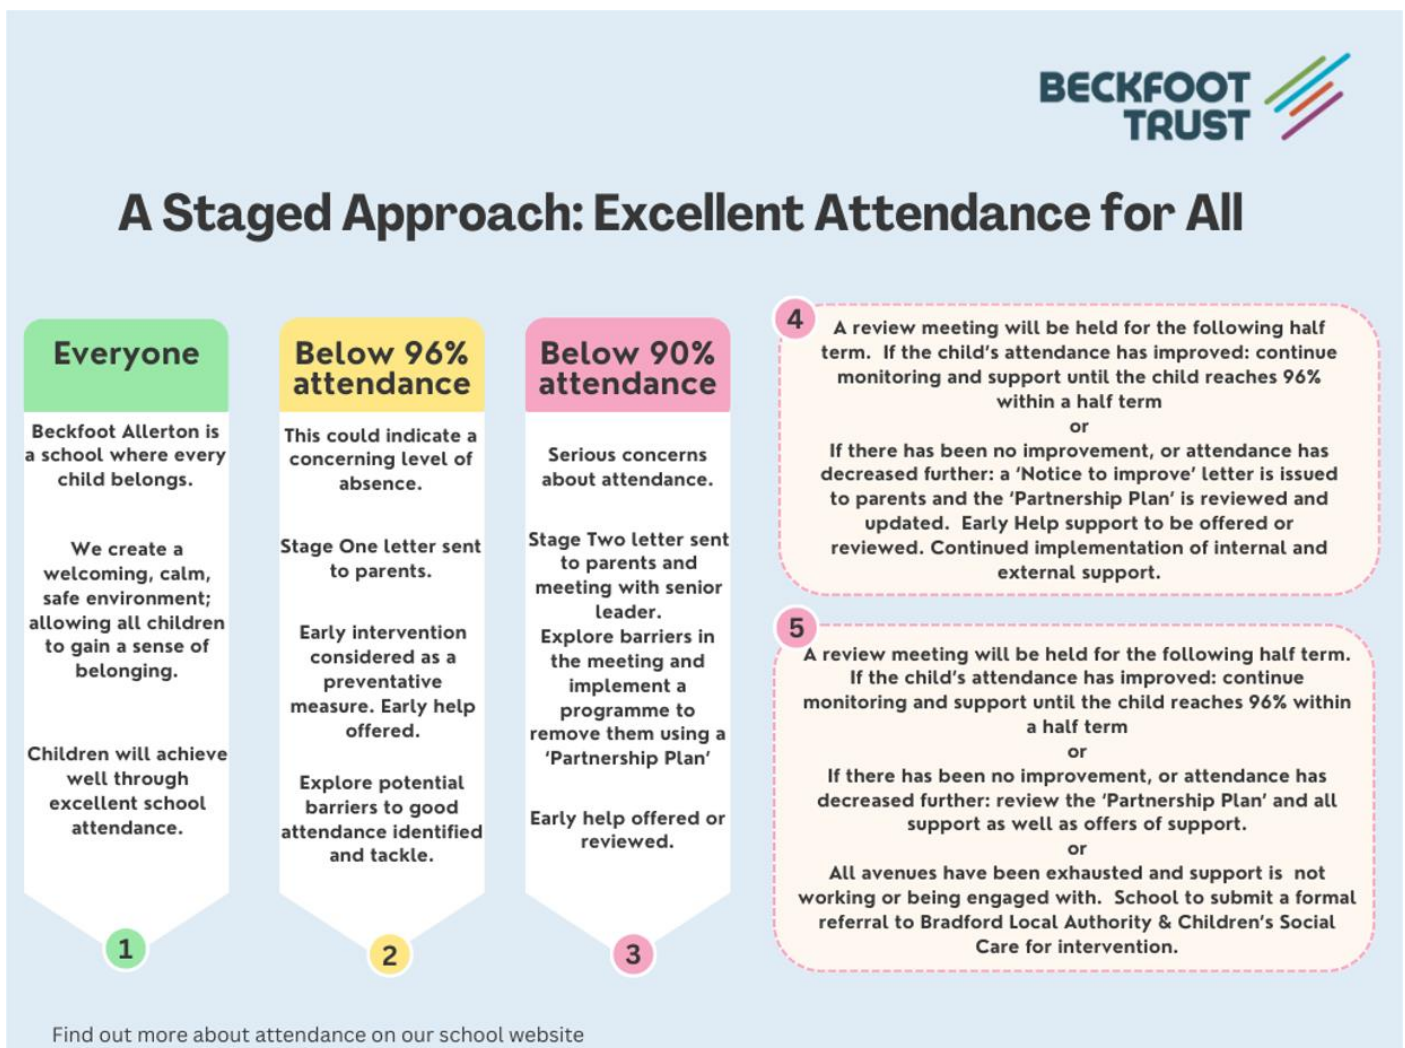 BECKFOOT
TRUST
A Staged Approach: Excellent Attendance for All
Everyone
Beckfoot Allerton is
a school where every
child belongs.
We create a
welcoming, calm,
safe environment;
allowing all children
to gain a sense of
belonging.
Children will achieve
well through
excellent school
attendance.
1
Below 96%
attendance
This could indicate a
concerning level of
absence.
Stage One letter sent
to parents.
Early intervention
considered as a
preventative
measure. Early help
offered.
Explore potential
barriers to good
attendance identified
and tackle.
2
Below 90%
attendance
Serious concerns
about attendance.
Stage Two letter sent
to parents and
meeting with senior
leader.
Explore barriers in
the meeting and
implement a
programme to
remove them using a
‘Partnership Plan’
Early help offered or
reviewed.
3
4
A review meeting will be held for the following half
term. If the child’s attendance has improved: continue
monitoring and support until the child reaches 96%
within a half term
or
If there has been no improvement, or attendance has
decreased further: a ‘Notice to improve’ letter is issued
to parents and the ‘Partnership Plan’ is reviewed and
updated. Early Help support to be offered or
reviewed. Continued implementation of internal and
external support.
5
A review meeting will be held for the following half term.
If the child’s attendance has improved: continue
monitoring and support until the child reaches 96% within
a half term
or
If there has been no improvement, or attendance has
decreased further: review the ‘Partnership Plan’ and all
support as well as offers of support.
or
All avenues have been exhausted and support is not
working or being engaged with. School to submit a formal
referral to Bradford Local Authority & Children’s Social
Care for intervention.
Find out more about attendance on our school website